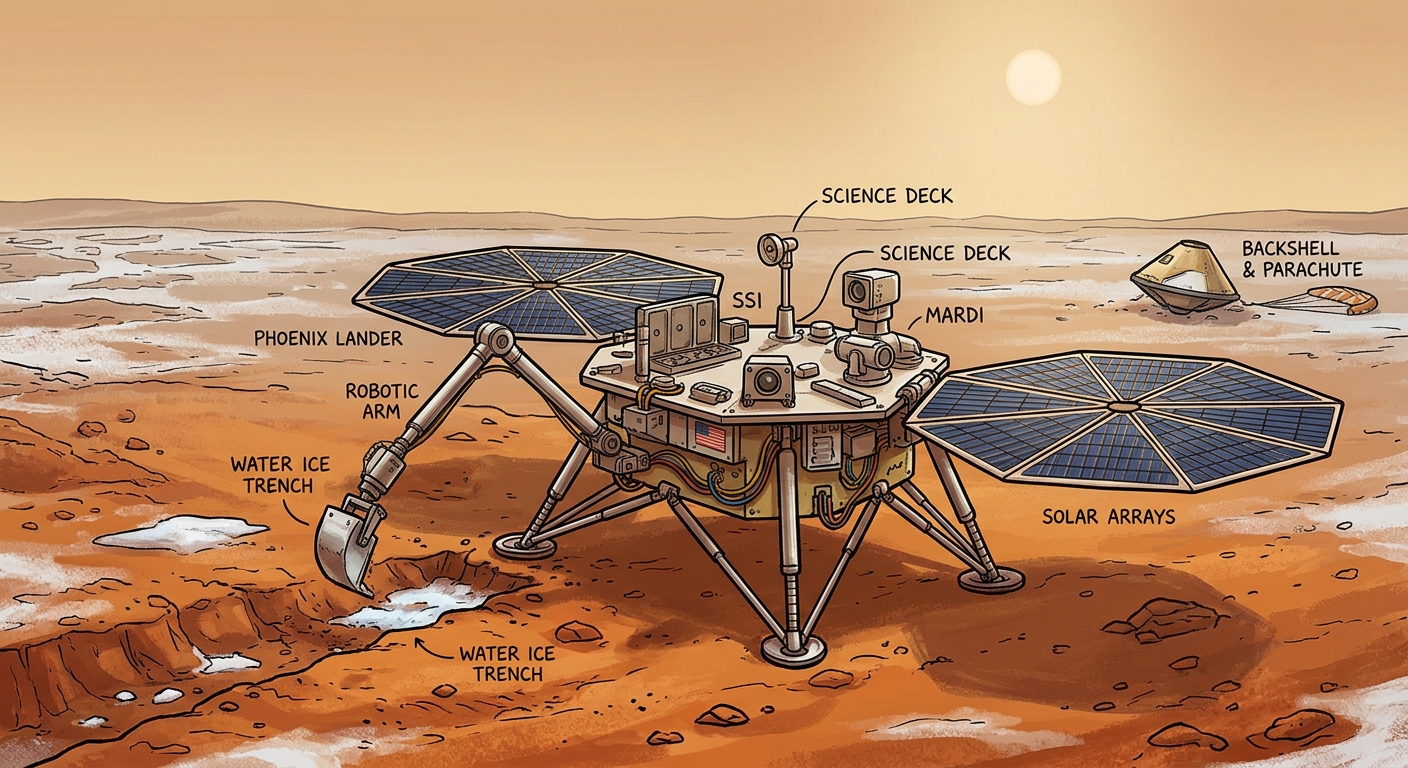 SCIENCE DECK
SCIENCE DECK
BACKSHELL
& PARACHUTE
SSI
MARDI
PHOENIX LANDER
ROBOTIC
ARM
WATER ICE
TRENCH
SOLAR ARRAYS
WATER ICE
TRENCH